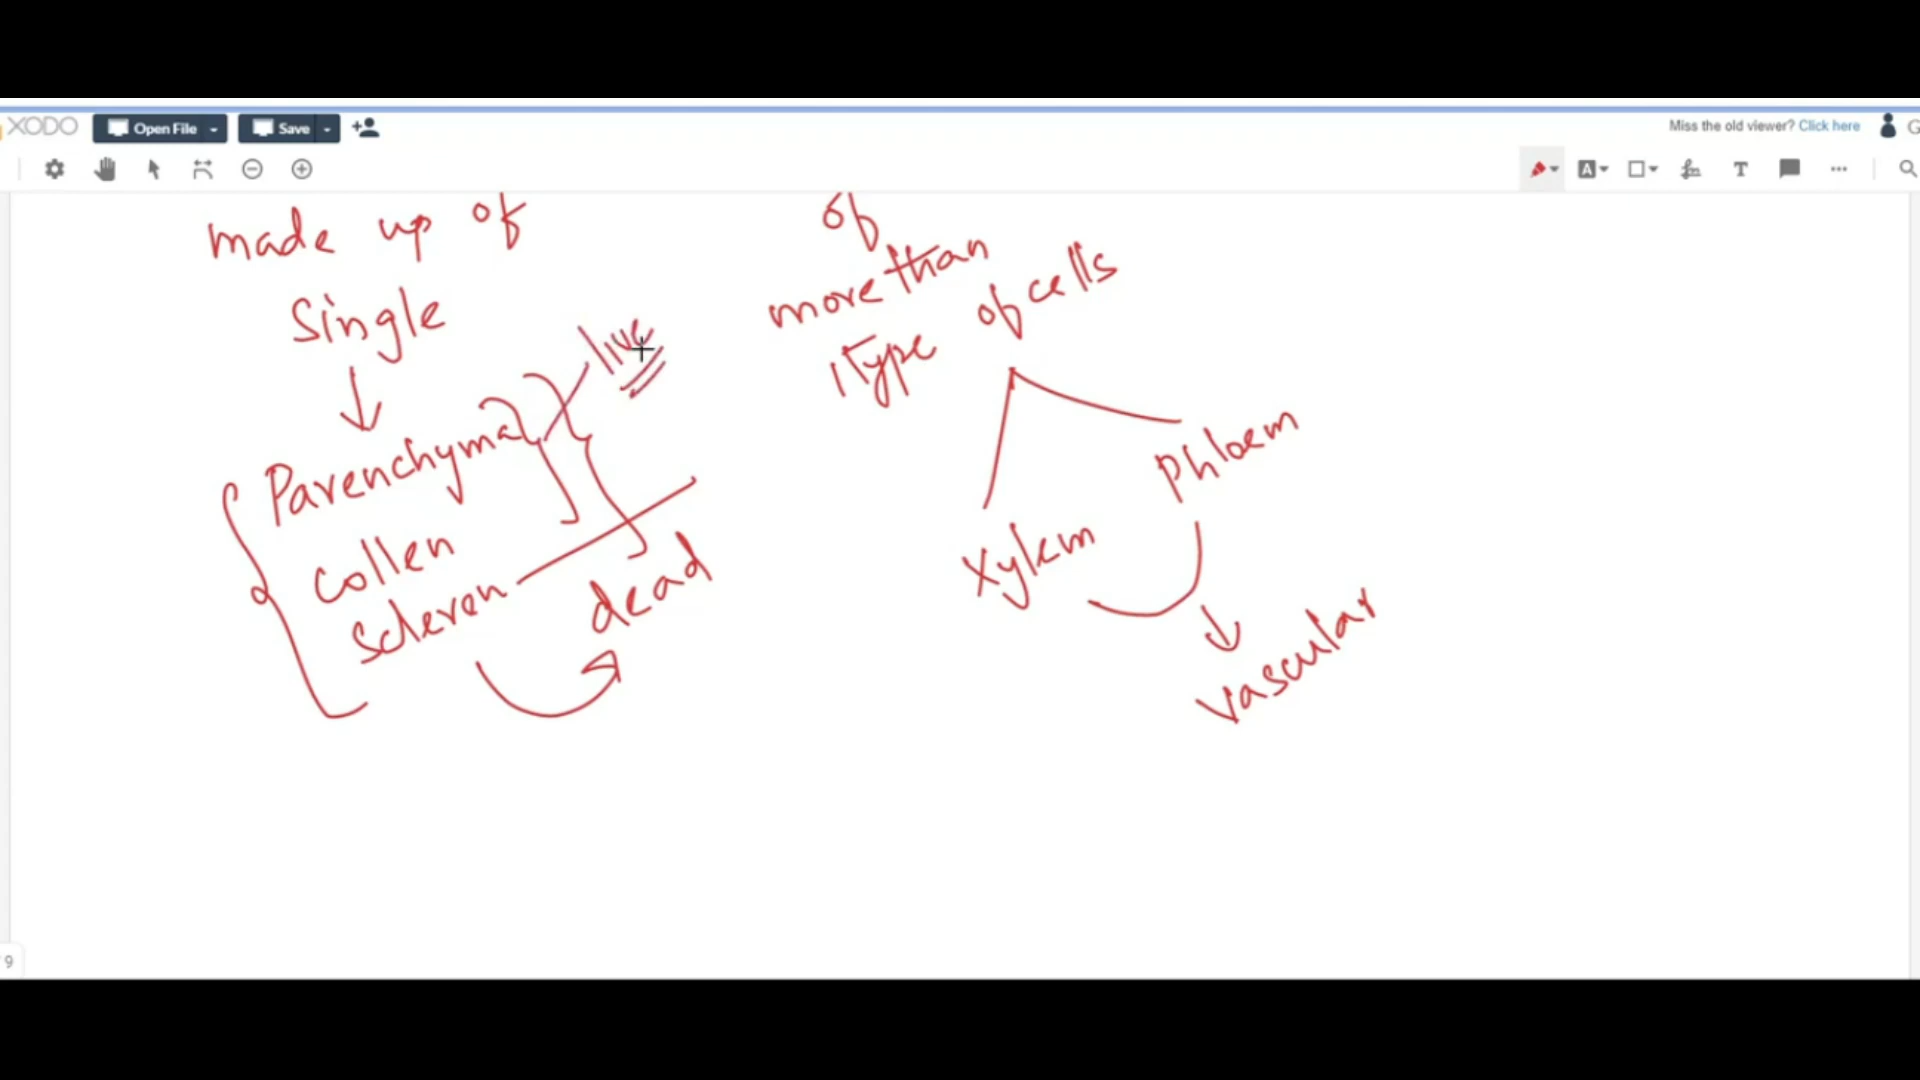 XODO Open File Save Miss the old viewer? Click here G
A T
made up of
Single
Parenchyma
collen
scleren
live
dead
of
more than
1 Type of cells
Xylem
Phloem
vascular
9